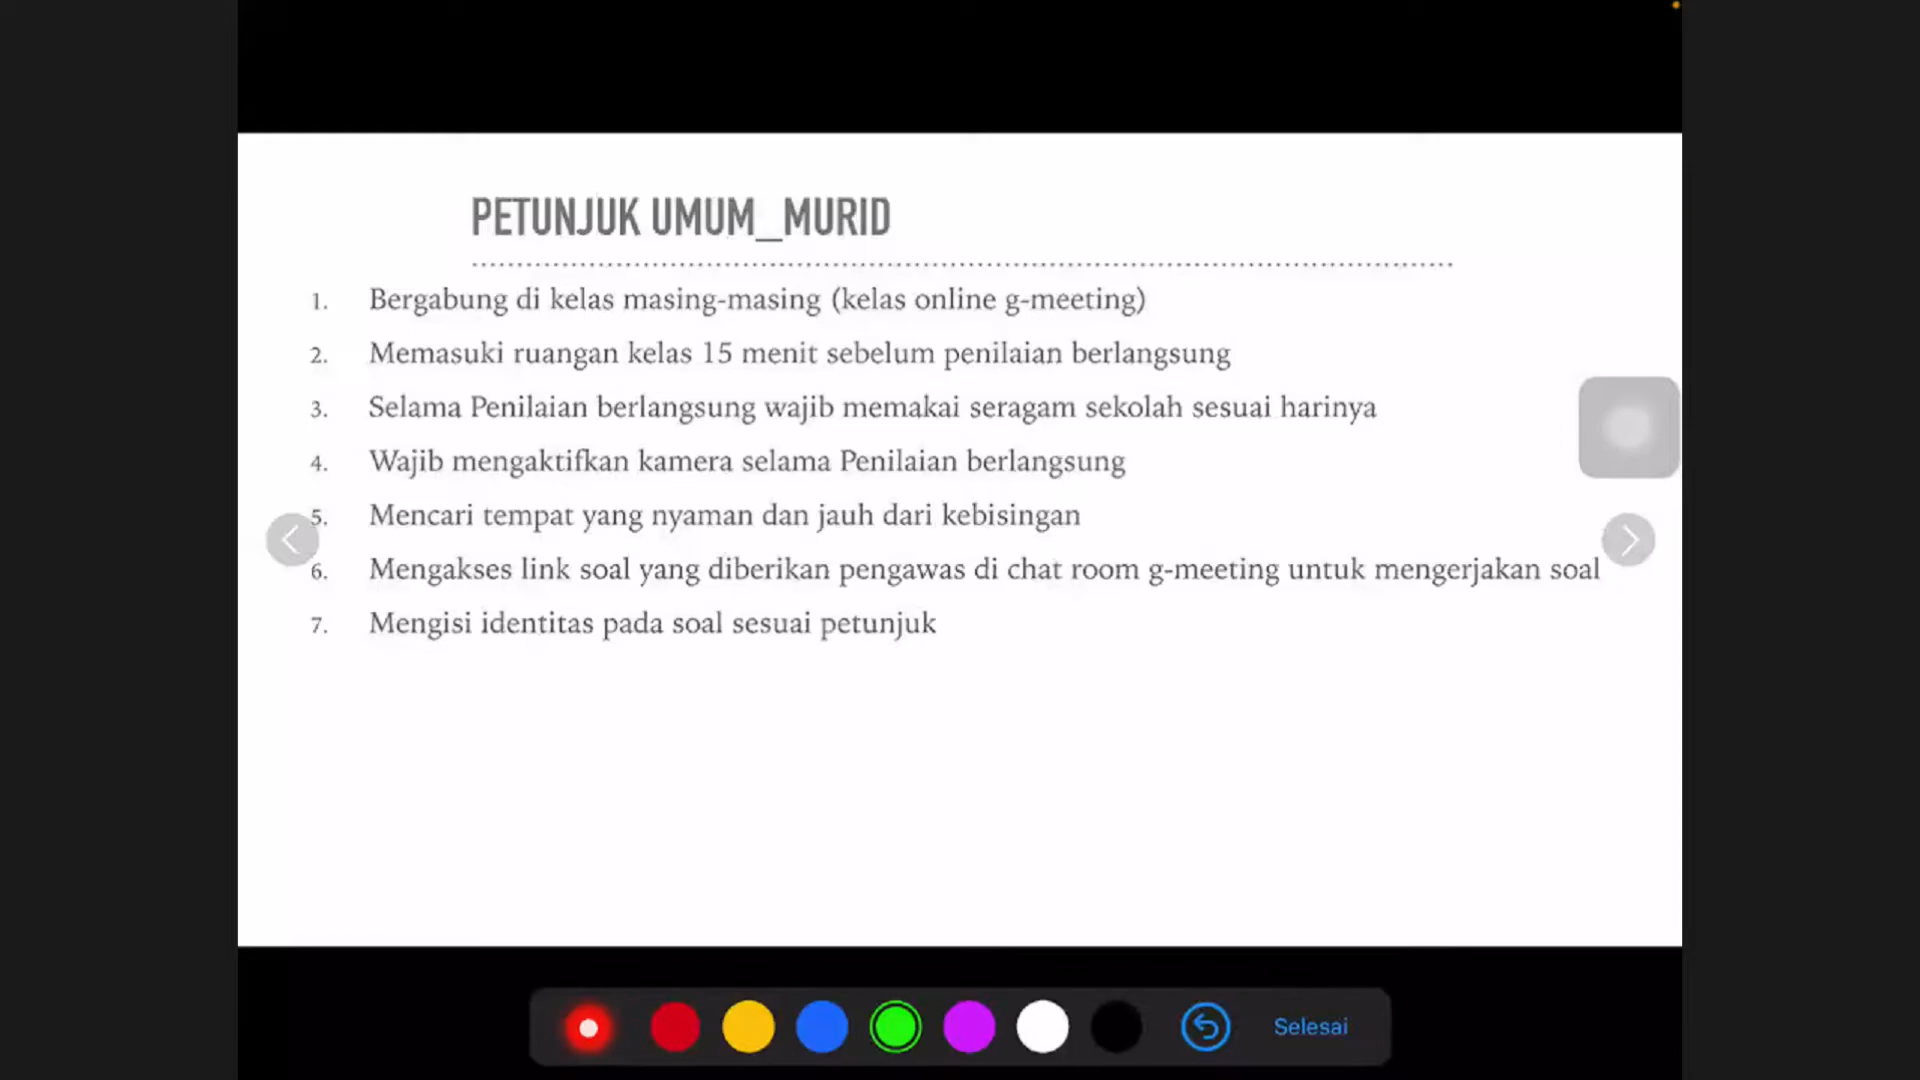 PETUNJUK UMUM_MURID
1. Bergabung di kelas masing-masing (kelas online g-meeting)
2. Memasuki ruangan kelas 15 menit sebelum penilaian berlangsung
3. Selama Penilaian berlangsung wajib memakai seragam sekolah sesuai harinya
4. Wajib mengaktifkan kamera selama Penilaian berlangsung
5. Mencari tempat yang nyaman dan jauh dari kebisingan
6. Mengakses link soal yang diberikan pengawas di chat room g-meeting untuk mengerjakan soal
7. Mengisi identitas pada soal sesuai petunjuk
Selesai